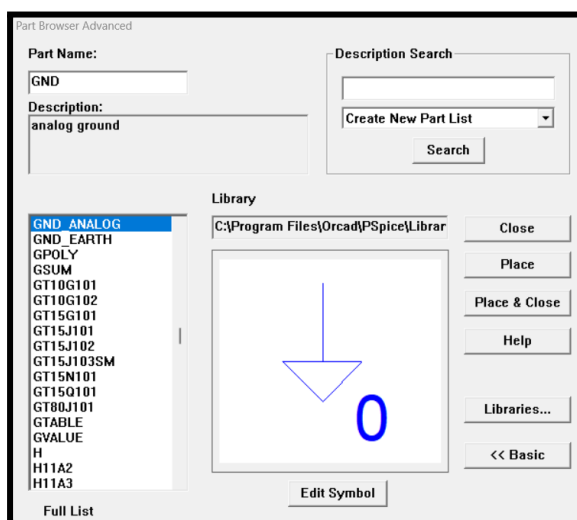 Part Browser Advanced
Part Name:
GND
Description:
analog ground
Description Search
Create New Part List
Search
Library
C:\Program Files\Orcad\PSpice\Librar
GND_ANALOG
GND_EARTH
GPOLY
GSUM
GT10G101
GT10G102
GT15G101
GT15J101
GT15J102
GT15J103SM
GT15N101
GT15Q101
GT80J101
GTABLE
GVALUE
H
H11A2
H11A3
Full List
0
Edit Symbol
Close
Place
Place & Close
Help
Libraries...
<< Basic